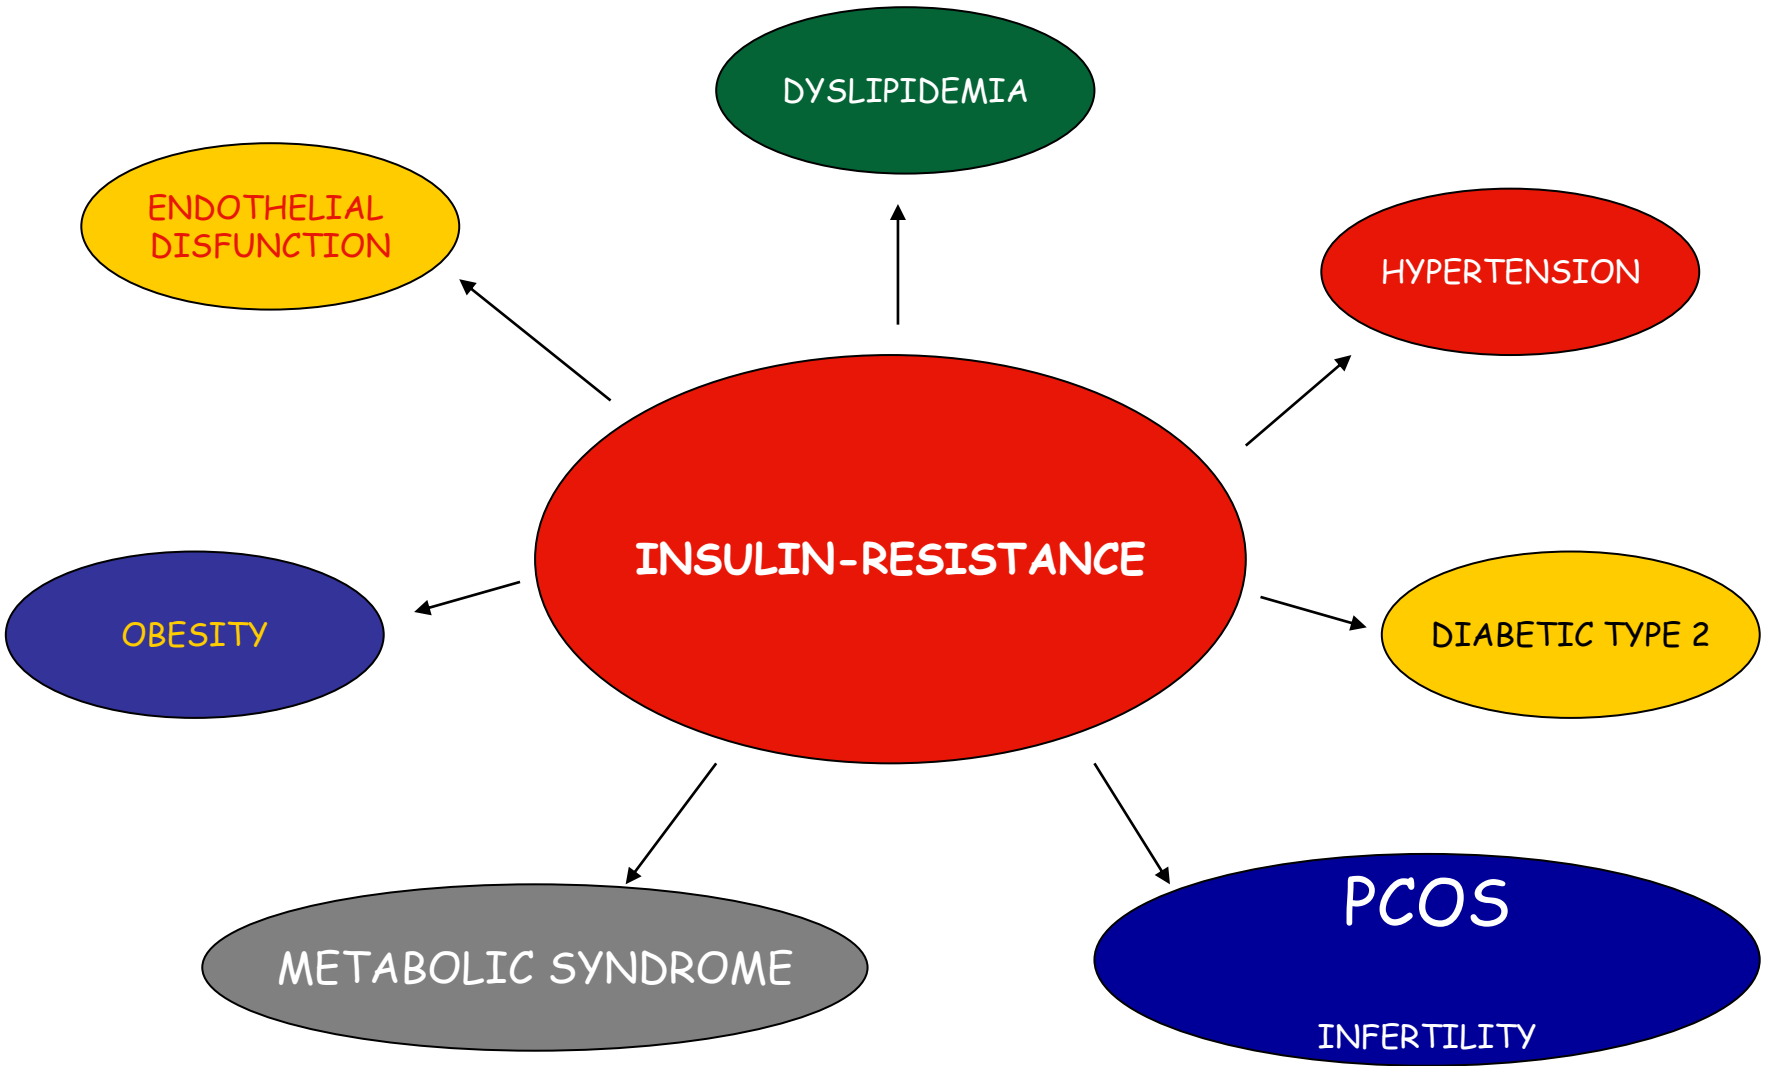 DYSLIPIDEMIA
ENDOTHELIAL
DISFUNCTION
HYPERTENSION
INSULIN-RESISTANCE
OBESITY
DIABETIC TYPE 2
METABOLIC SYNDROME
PCOS
INFERTILITY